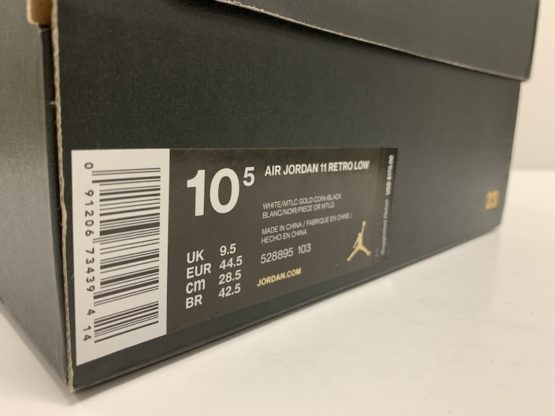 0 91206 73439 4 14
10 5
AIR JORDAN 11 RETRO LOW
WHITE/MTLC GOLD COIN-BLACK
BLANC/NOIR/PIECE OR MTLQ
MADE IN CHINA / FABRIQUE EN CHINE /
HECHO EN CHINA
528895 103
UK 9.5
EUR 44.5
cm 28.5
BR 42.5
JORDAN.COM
23